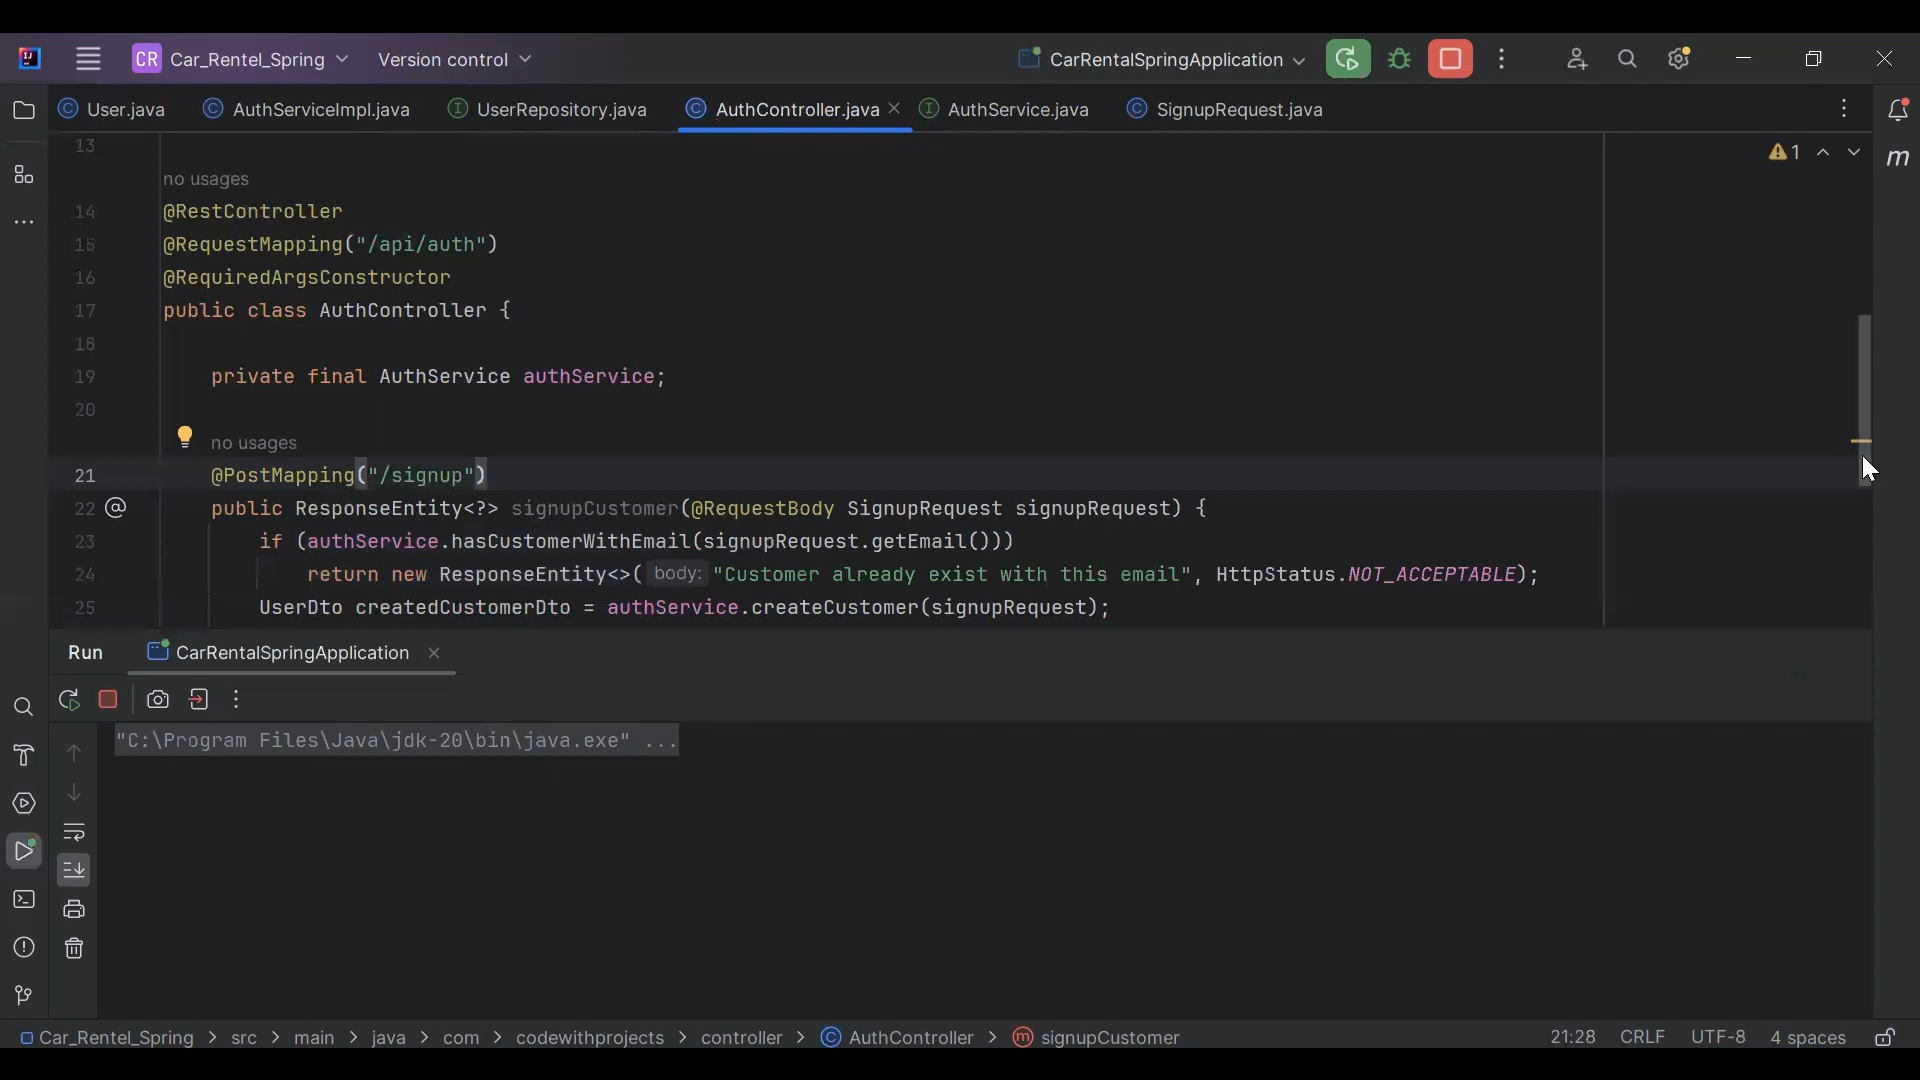 CR Car_Rentel_Spring Version control CarRentalSpringApplication
User.java AuthServiceImpl.java UserRepository.java AuthController.java AuthService.java SignupRequest.java
13
1
no usages
14 @RestController
15 @RequestMapping("/api/auth")
16 @RequiredArgsConstructor
17 public class AuthController {
18
19 private final AuthService authService;
20
no usages
21 @PostMapping("/signup")
22 public ResponseEntity<?> signupCustomer(@RequestBody SignupRequest signupRequest) {
23 if (authService.hasCustomerWithEmail(signupRequest.getEmail()))
24 return new ResponseEntity<>( body: "Customer already exist with this email", HttpStatus.NOT_ACCEPTABLE);
25 UserDto createdCustomerDto = authService.createCustomer(signupRequest);
Run CarRentalSpringApplication
"C:\Program Files\Java\jdk-20\bin\java.exe" ...
Car_Rentel_Spring > src > main > java > com > codewithprojects > controller > AuthController > signupCustomer 21:28 CRLF UTF-8 4 spaces